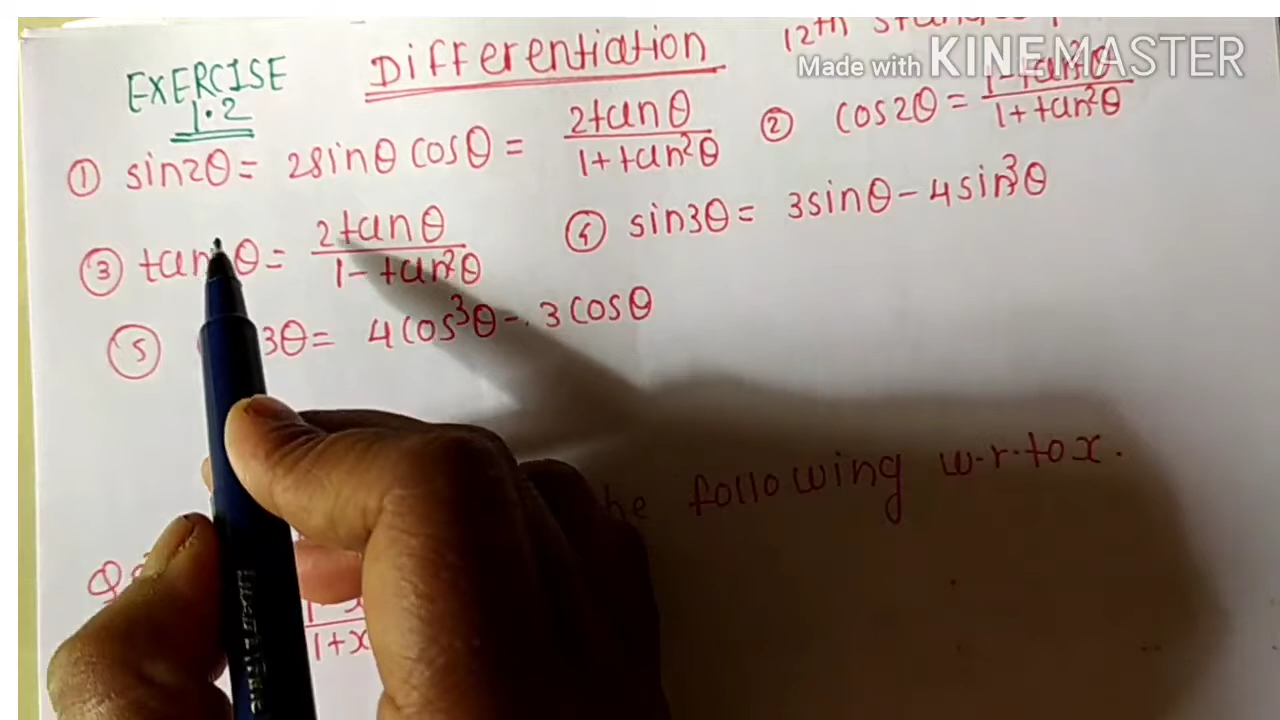 EXERCISE 1.2
Differentiation
12th
Made with KINEMASTER
① sin2θ = 2sinθ cosθ = 2tanθ / 1+tan²θ
② cos2θ = 1-tan²θ / 1+tan²θ
③ tan θ = 2tanθ / 1-tan²θ
④ sin3θ = 3sinθ - 4sin³θ
⑤ 3θ = 4cos³θ - 3cosθ
following w.r.to x.
1+x